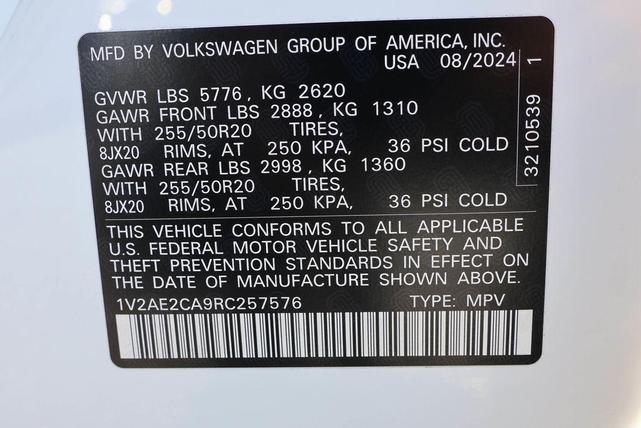 MFD BY VOLKSWAGEN GROUP OF AMERICA, INC.
USA 08/2024
GVWR LBS 5776, KG 2620
GAWR FRONT LBS 2888, KG 1310
WITH 255/50R20 TIRES,
8JX20 RIMS, AT 250 KPA, 36 PSI COLD
GAWR REAR LBS 2998, KG 1360
WITH 255/50R20 TIRES,
8JX20 RIMS, AT 250 KPA, 36 PSI COLD
THIS VEHICLE CONFORMS TO ALL APPLICABLE
U.S. FEDERAL MOTOR VEHICLE SAFETY AND
THEFT PREVENTION STANDARDS IN EFFECT ON
THE DATE OF MANUFACTURE SHOWN ABOVE.
1V2AE2CA9RC257576 TYPE: MPV
3210539 1